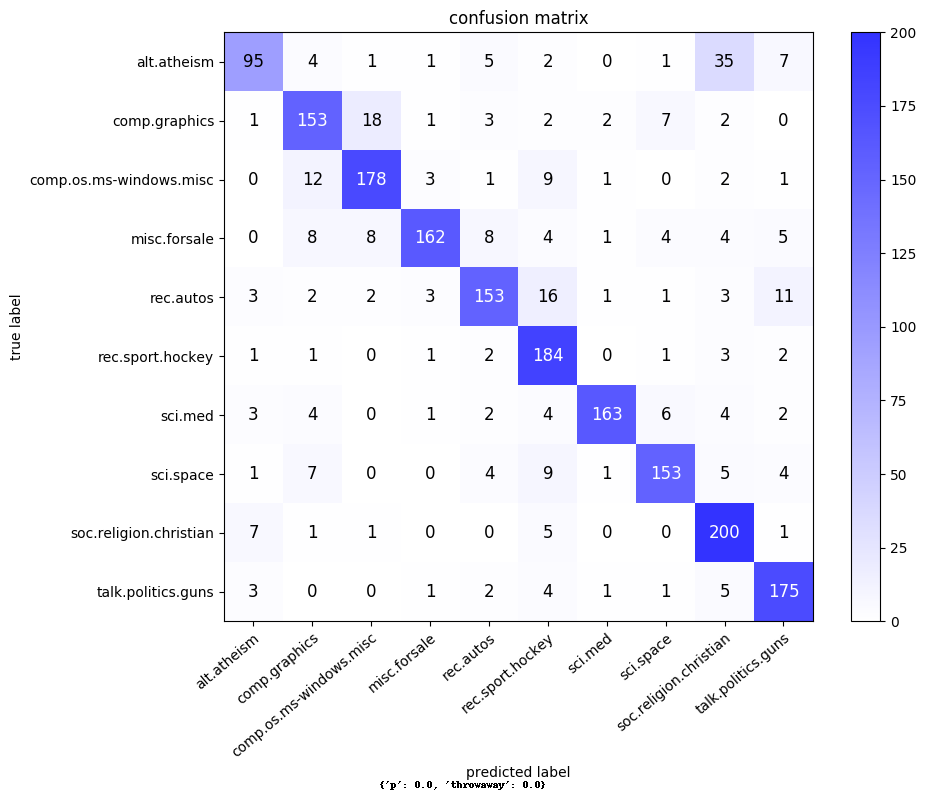 confusion matrix
alt.atheism 95 4 1 1 5 2 0 1 35 7
comp.graphics 1 153 18 1 3 2 2 7 2 0
comp.os.ms-windows.misc 0 12 178 3 1 9 1 0 2 1
misc.forsale 0 8 8 162 8 4 1 4 4 5
rec.autos 3 2 2 3 153 16 1 1 3 11
rec.sport.hockey 1 1 0 1 2 184 0 1 3 2
sci.med 3 4 0 1 2 4 163 6 4 2
sci.space 1 7 0 0 4 9 1 153 5 4
soc.religion.christian 7 1 1 0 0 5 0 0 200 1
talk.politics.guns 3 0 0 1 2 4 1 1 5 175
true label
alt.atheism
comp.graphics
comp.os.ms-windows.misc
misc.forsale
rec.autos
rec.sport.hockey
sci.med
sci.space
soc.religion.christian
talk.politics.guns
predicted label
200
175
150
125
100
75
50
25
0
{'p': 0.0, 'throwaway': 0.0}